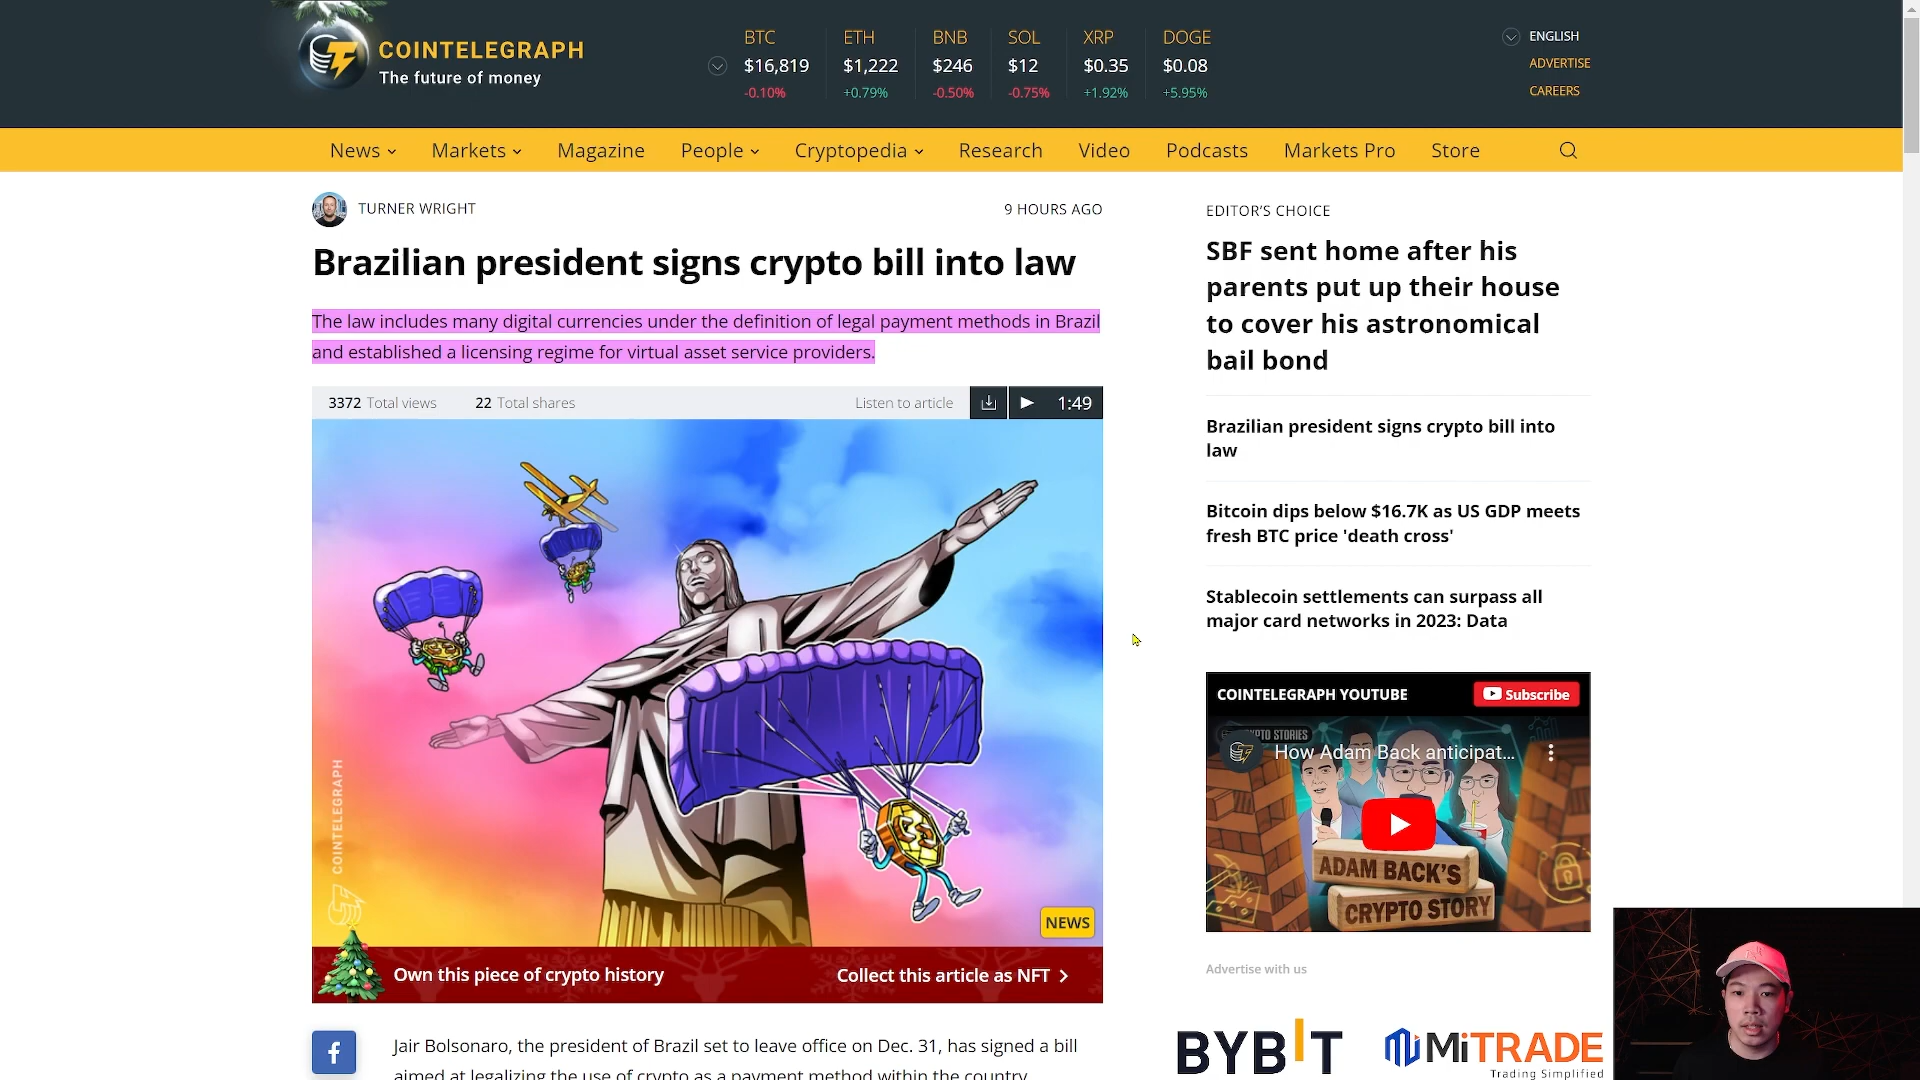 COINTELEGRAPH
The future of money
BTC
$16,819
-0.10%
ETH
$1,222
+0.79%
BNB
$246
-0.50%
SOL
$12
-0.75%
XRP
$0.35
+1.92%
DOGE
$0.08
+5.95%
ENGLISH
ADVERTISE
CAREERS
News Markets Magazine People Cryptopedia Research Video Podcasts Markets Pro Store
TURNER WRIGHT
9 HOURS AGO
Brazilian president signs crypto bill into law
The law includes many digital currencies under the definition of legal payment methods in Brazil
and established a licensing regime for virtual asset service providers.
3372 Total views 22 Total shares Listen to article 1:49
COINTELEGRAPH
NEWS
Own this piece of crypto history Collect this article as NFT
f
Jair Bolsonaro, the president of Brazil set to leave office on Dec. 31, has signed a bill
aimed at legalizing the use of crypto as a payment method within the country.
EDITOR'S CHOICE
SBF sent home after his
parents put up their house
to cover his astronomical
bail bond
Brazilian president signs crypto bill into
law
Bitcoin dips below $16.7K as US GDP meets
fresh BTC price 'death cross'
Stablecoin settlements can surpass all
major card networks in 2023: Data
COINTELEGRAPH YOUTUBE
Subscribe
CRYPTO STORIES
How Adam Back anticipat...
ADAM BACK'S
CRYPTO STORY
Advertise with us
BYBIT
MiTRADE
Trading Simplified